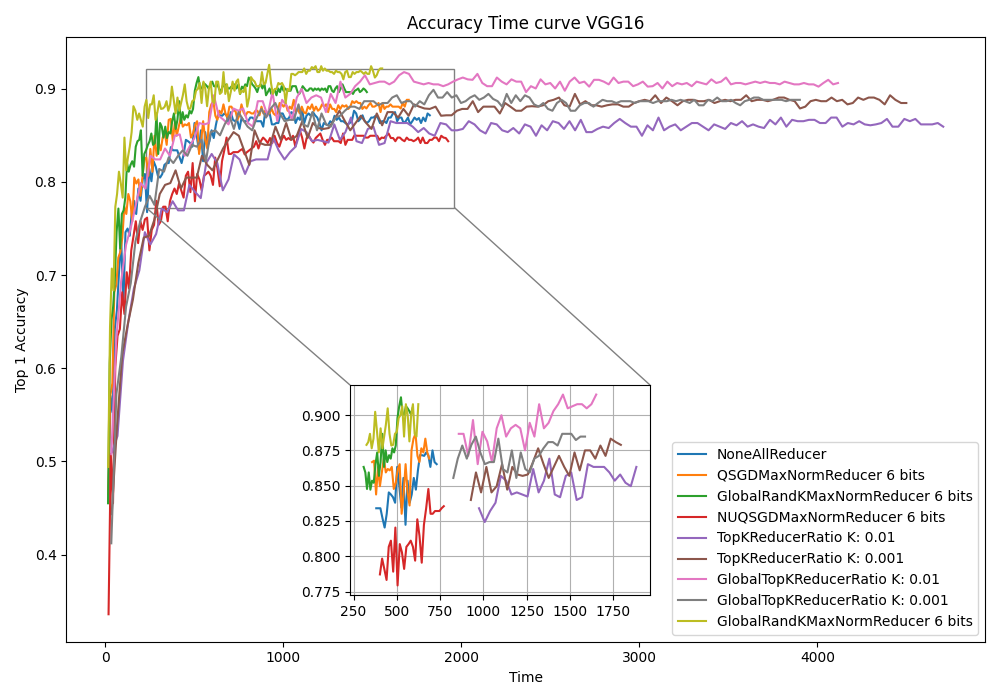 Accuracy Time curve VGG16
Top 1 Accuracy
0.9
0.8
0.7
0.6
0.5
0.4
0
1000
2000
3000
4000
Time
0.900
0.875
0.850
0.825
0.800
0.775
250
500
750
1000
1250
1500
1750
NoneAllReducer
QSGDMaxNormReducer 6 bits
GlobalRandKMaxNormReducer 6 bits
NUQSGDMaxNormReducer 6 bits
TopKReducerRatio K: 0.01
TopKReducerRatio K: 0.001
GlobalTopKReducerRatio K: 0.01
GlobalTopKReducerRatio K: 0.001
GlobalRandKMaxNormReducer 6 bits